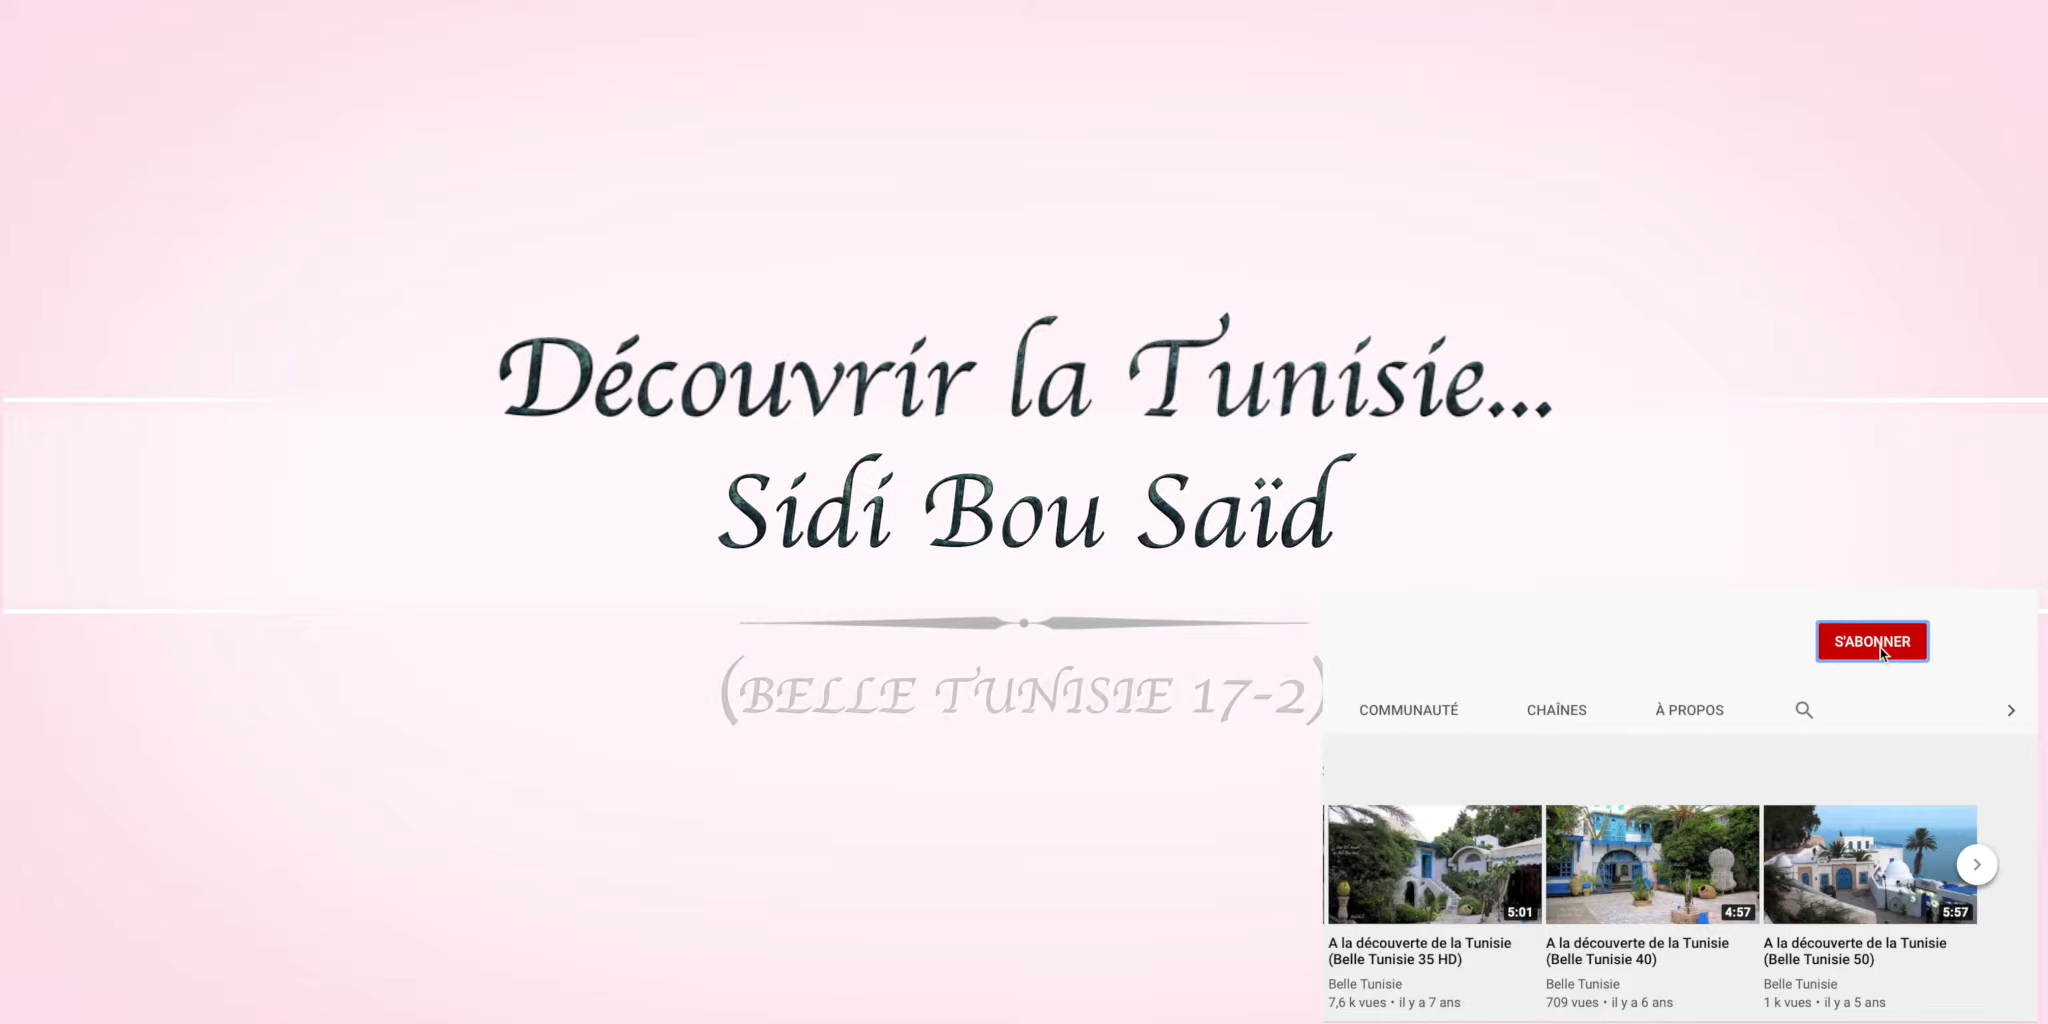 Découvrir la Tunisie...
Sidi Bou Saïd
(BELLE TUNISIE 17-2)
S'ABONNER
COMMUNAUTÉ CHAÎNES À PROPOS
5:01 4:57 5:57
A la découverte de la Tunisie (Belle Tunisie 35 HD)
Belle Tunisie
7,6 k vues • il y a 7 ans
A la découverte de la Tunisie (Belle Tunisie 40)
Belle Tunisie
709 vues • il y a 6 ans
A la découverte de la Tunisie (Belle Tunisie 50)
Belle Tunisie
1 k vues • il y a 5 ans